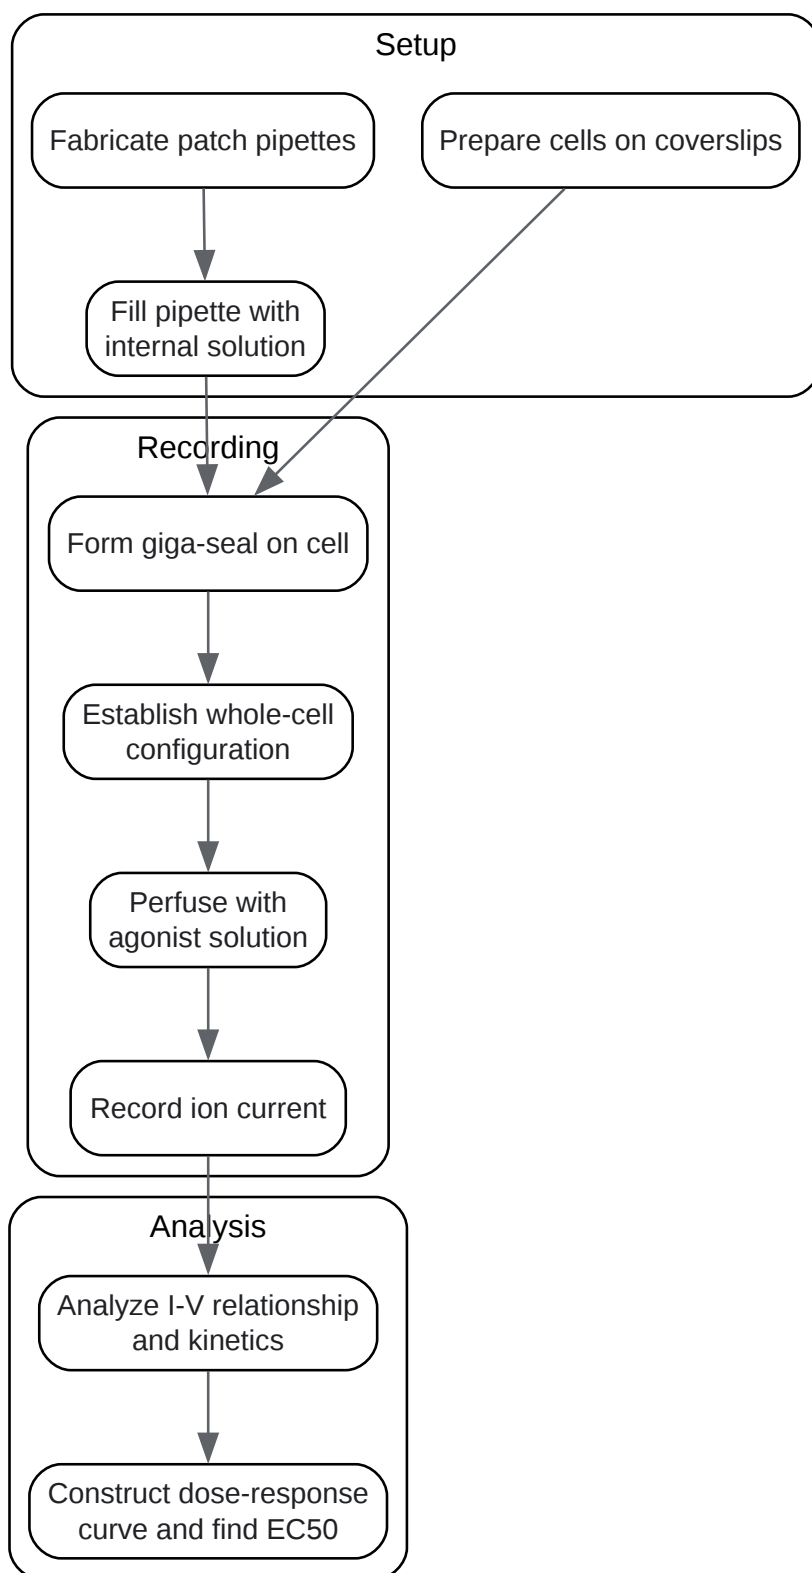 Setup
Fabricate patch pipettes
Prepare cells on coverslips
Fill pipette with
internal solution
Recording
Form giga-seal on cell
Establish whole-cell
configuration
Perfuse with
agonist solution
Record ion current
Analysis
Analyze I-V relationship
and kinetics
Construct dose-response
curve and find EC50